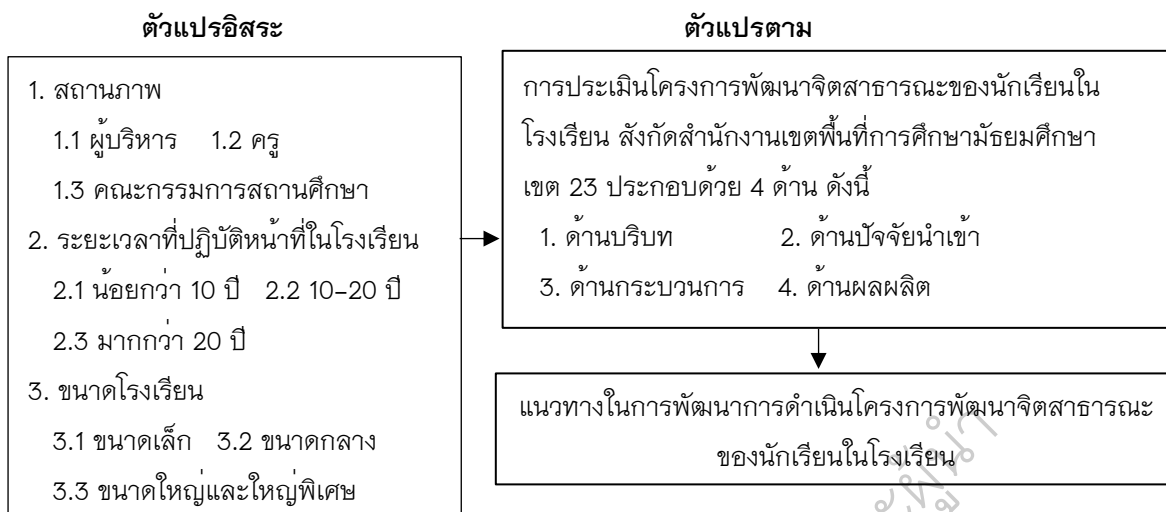 ตัวแปรอิสระ
1. สถานภาพ
1.1 ผู้บริหาร 1.2 ครู
1.3 คณะกรรมการสถานศึกษา
2. ระยะเวลาที่ปฏิบัติหน้าที่ในโรงเรียน
2.1 น้อยกว่า 10 ปี 2.2 10–20 ปี
2.3 มากกว่า 20 ปี
3. ขนาดโรงเรียน
3.1 ขนาดเล็ก 3.2 ขนาดกลาง
3.3 ขนาดใหญ่และใหญ่พิเศษ
ตัวแปรตาม
การประเมินโครงการพัฒนาจิตสาธารณะของนักเรียนใน
โรงเรียน สังกัดสำนักงานเขตพื้นที่การศึกษามัธยมศึกษา
เขต 23 ประกอบด้วย 4 ด้าน ดังนี้
1. ด้านบริบท 2. ด้านปัจจัยนำเข้า
3. ด้านกระบวนการ 4. ด้านผลผลิต
แนวทางในการพัฒนาการดำเนินโครงการพัฒนาจิตสาธารณะ
ของนักเรียนในโรงเรียน